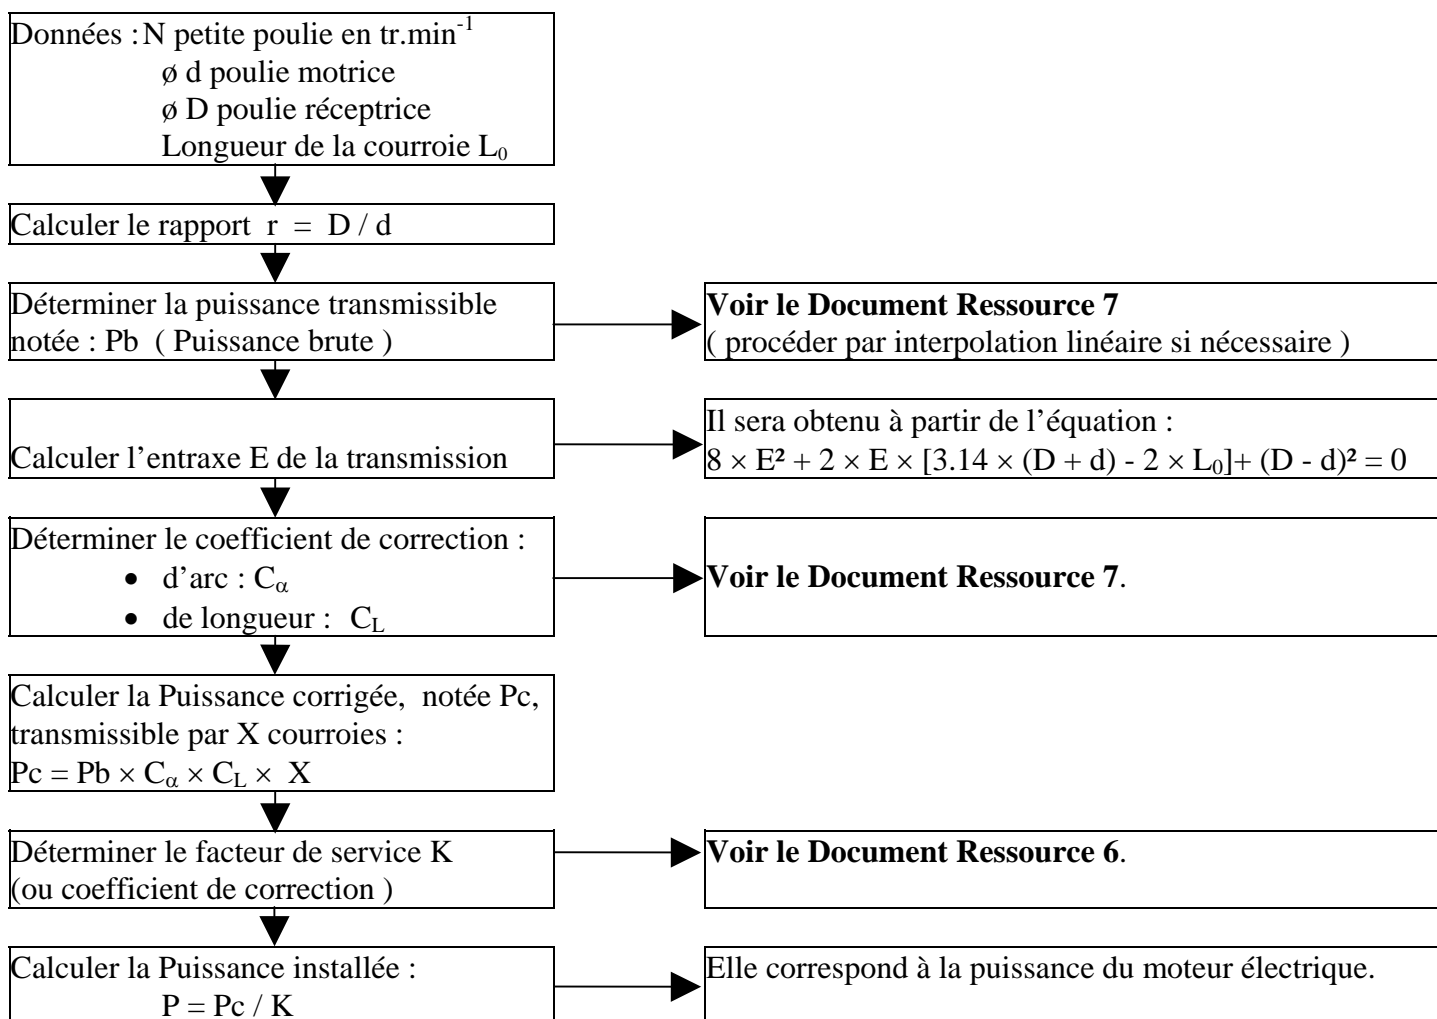 Données : N petite poulie en tr.min⁻¹
ø d poulie motrice
ø D poulie réceptrice
Longueur de la courroie L₀
Calculer le rapport r = D / d
Déterminer la puissance transmissible
notée : Pb ( Puissance brute )
Voir le Document Ressource 7
( procéder par interpolation linéaire si nécessaire )
Calculer l’entraxe E de la transmission
Il sera obtenu à partir de l’équation :
8 × E² + 2 × E × [3.14 × (D + d) - 2 × L₀]+ (D - d)² = 0
Déterminer le coefficient de correction :
• d’arc : Cα
• de longueur : C_L
Voir le Document Ressource 7.
Calculer la Puissance corrigée, notée Pc,
transmissible par X courroies :
Pc = Pb × Cα × C_L × X
Déterminer le facteur de service K
(ou coefficient de correction )
Voir le Document Ressource 6.
Calculer la Puissance installée :
P = Pc / K
Elle correspond à la puissance du moteur électrique.